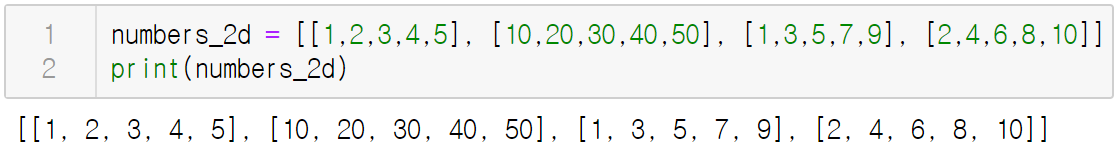 1 numbers_2d = [[1,2,3,4,5], [10,20,30,40,50], [1,3,5,7,9], [2,4,6,8,10]]
2 print(numbers_2d)
[[1, 2, 3, 4, 5], [10, 20, 30, 40, 50], [1, 3, 5, 7, 9], [2, 4, 6, 8, 10]]